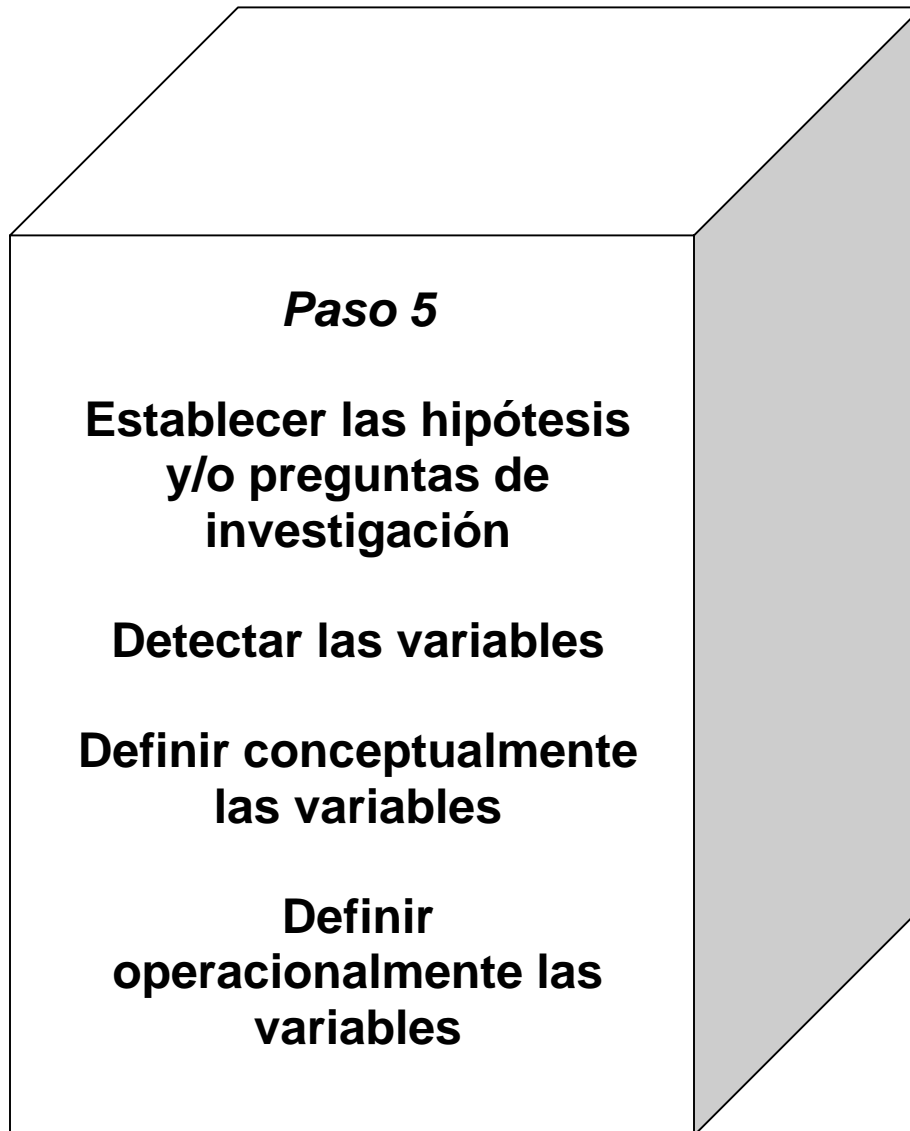 Paso 5
Establecer las hipótesis
y/o preguntas de
investigación
Detectar las variables
Definir conceptualmente
las variables
Definir
operacionalmente las
variables